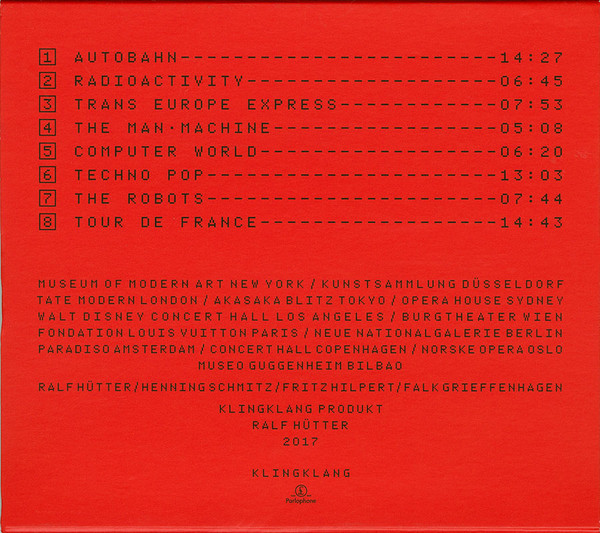 1 AUTOBAHN---------------------------14:27
2 RADIOACTIVITY---------------------06:45
3 TRANS EUROPE EXPRESS-------------07:53
4 THE MAN·MACHINE-------------------05:08
5 COMPUTER WORLD--------------------06:20
6 TECHNO POP-------------------------13:03
7 THE ROBOTS-------------------------07:44
8 TOUR DE FRANCE--------------------14:43
MUSEUM OF MODERN ART NEW YORK / KUNSTSAMMLUNG DÜSSELDORF
TATE MODERN LONDON / AKASAKA BLITZ TOKYO / OPERA HOUSE SYDNEY
WALT DISNEY CONCERT HALL LOS ANGELES / BURGTHEATER WIEN
FONDATION LOUIS VUITTON PARIS / NEUE NATIONALGALERIE BERLIN
PARADISO AMSTERDAM / CONCERT HALL COPENHAGEN / NORSKE OPERA OSLO
MUSEO GUGGENHEIM BILBAO
RALF HÜTTER/HENNING SCHMITZ/FRITZ HILPERT/FALK GRIEFFENHAGEN
KLINGKLANG PRODUKT
RALF HÜTTER
2017
KLINGKLANG
Parlophone